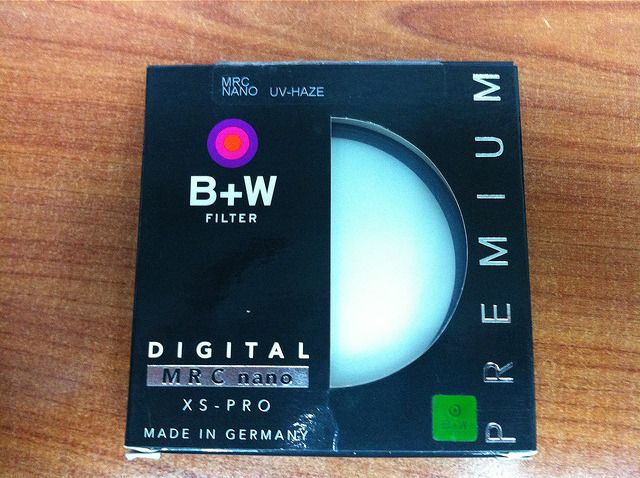 MRC
NANO UV-HAZE
B+W
FILTER
DIGITAL
MRC nano
XS-PRO
MADE IN GERMANY
PREMIUM
B+W